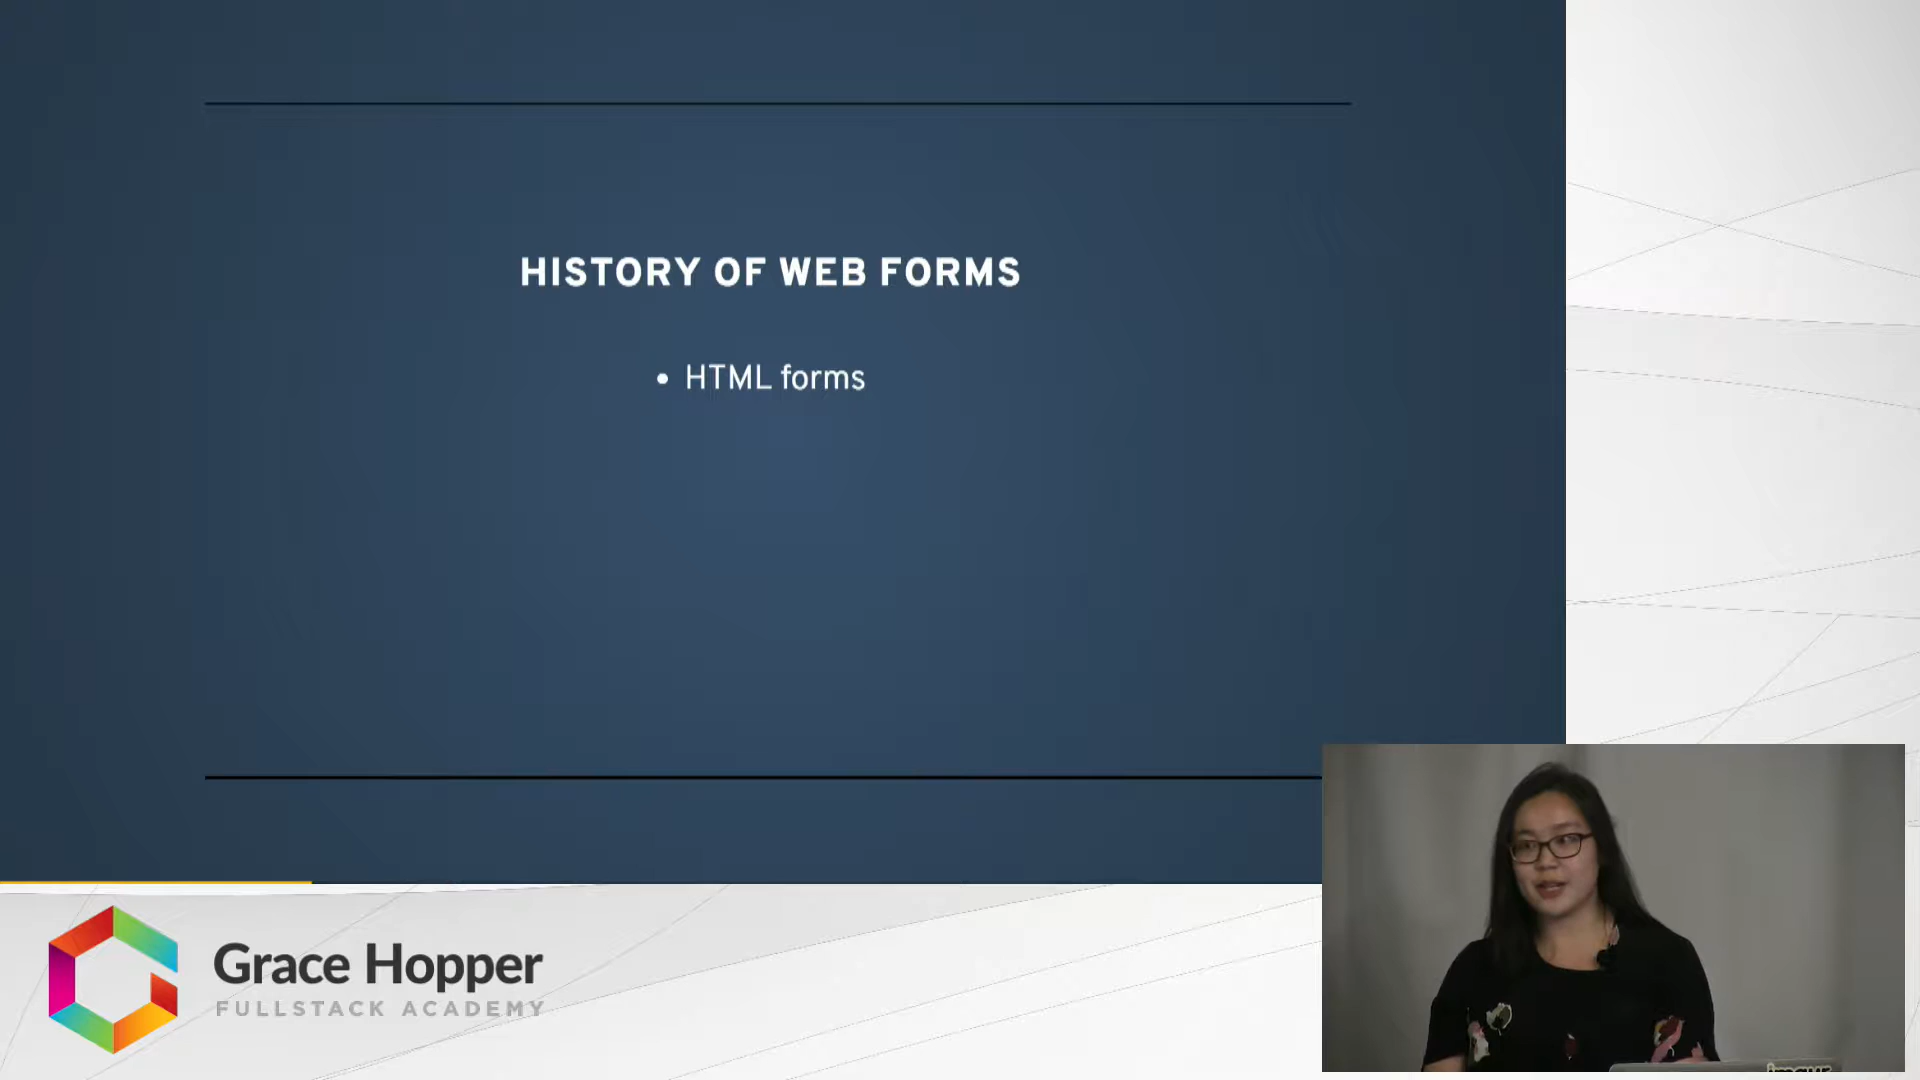 HISTORY OF WEB FORMS
• HTML forms
Grace Hopper
FULLSTACK ACADEMY